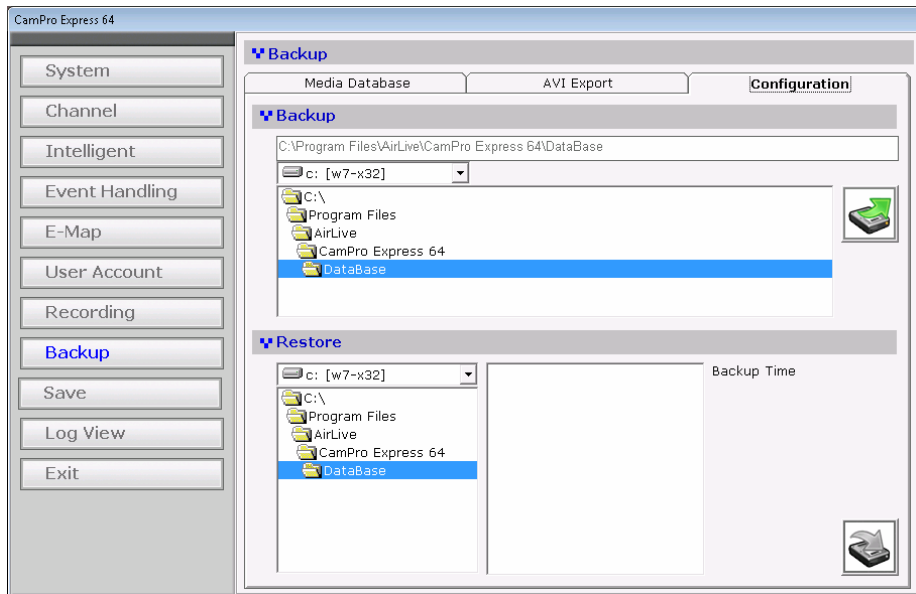 CamPro Express 64
System
Channel
Intelligent
Event Handling
E-Map
User Account
Recording
Backup
Save
Log View
Exit
Backup
Media Database
AVI Export
Configuration
Backup
C:\Program Files\AirLive\CamPro Express 64\DataBase
c: [w7-x32]
C:\
Program Files
AirLive
CamPro Express 64
DataBase
Restore
c: [w7-x32]
C:\
Program Files
AirLive
CamPro Express 64
DataBase
Backup Time